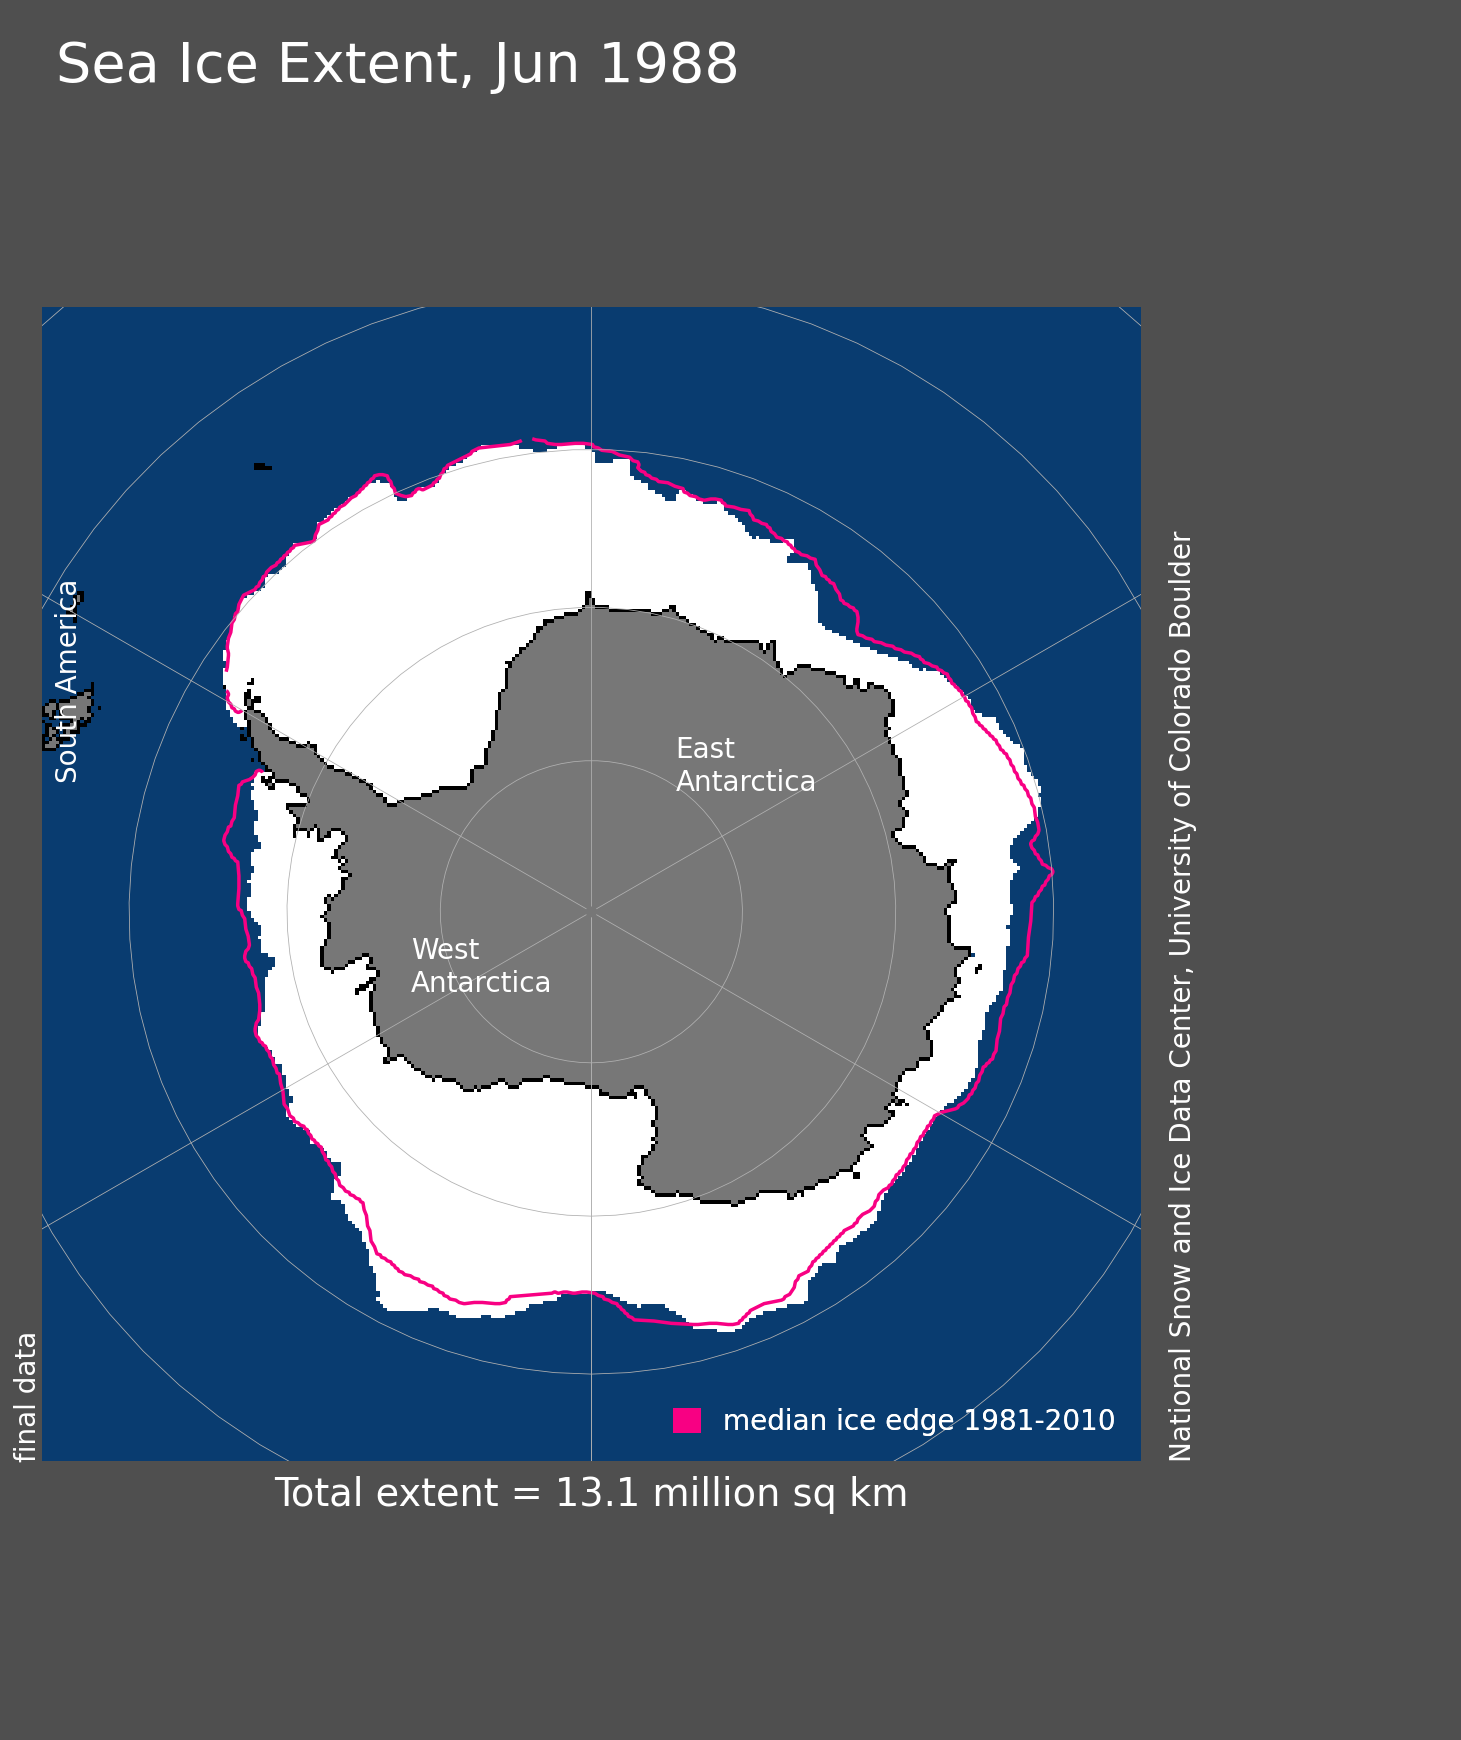 Sea Ice Extent, Jun 1988
South America
East
Antarctica
West
Antarctica
median ice edge 1981-2010
final data
National Snow and Ice Data Center, University of Colorado Boulder
Total extent = 13.1 million sq km